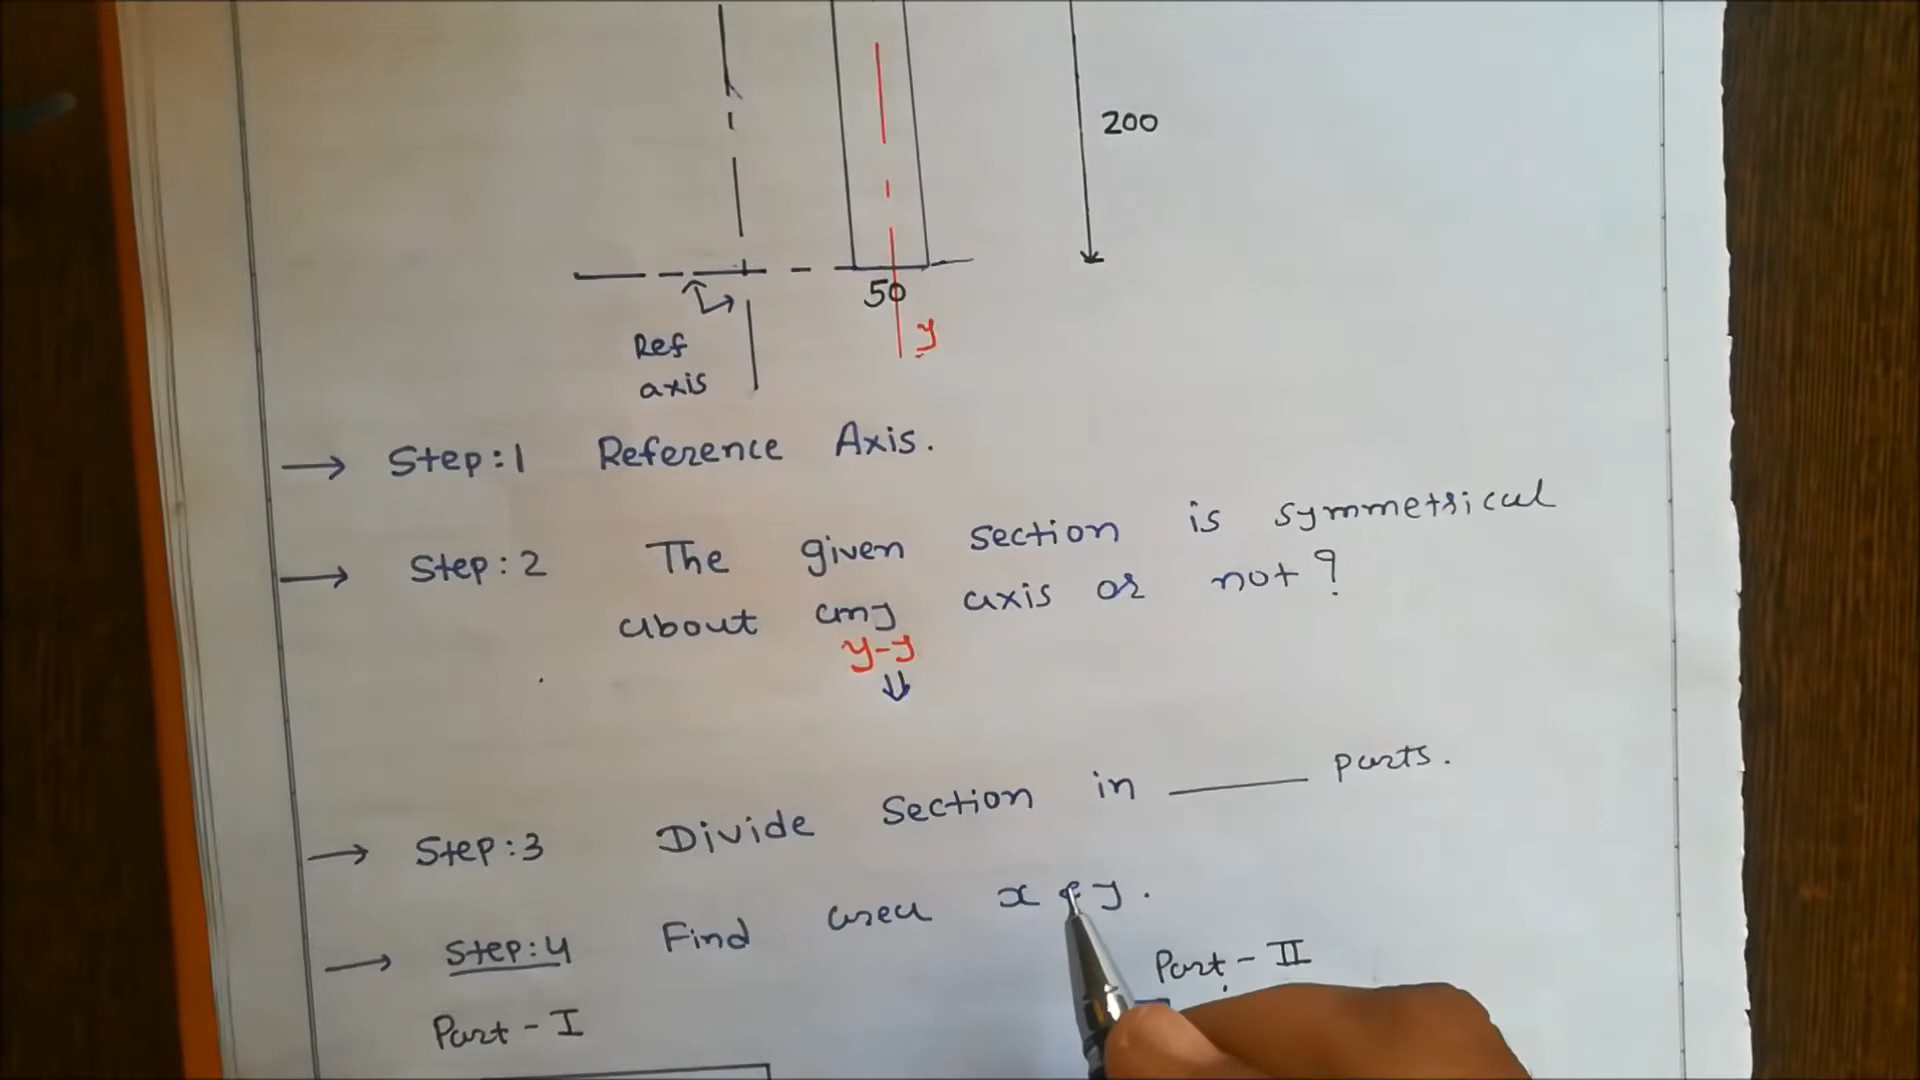 200
50
y
Ref
axis
→ Step:1 Reference Axis.
→ Step:2 The given section is symmetrical
about any axis or not?
y-y
⇓
→ Step:3 Divide Section in ____ parts.
→ Step:4 Find area x & y.
Part - II
Part - I